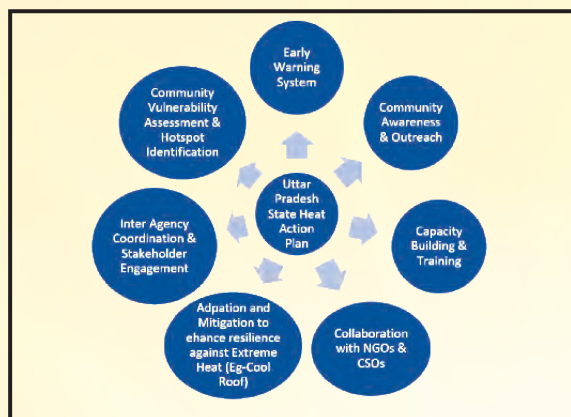 Early
Warning
System
Community
Awareness
& Outreach
Capacity
Building &
Training
Collaboration
with NGOs &
CSOs
Adpation and
Mitigation to
ehance resilience
against Extreme
Heat (Eg-Cool
Roof)
Inter Agency
Coordination &
Stakeholder
Engagement
Community
Vulnerability
Assessment &
Hotspot
Identification
Uttar
Pradesh
State Heat
Action
Plan